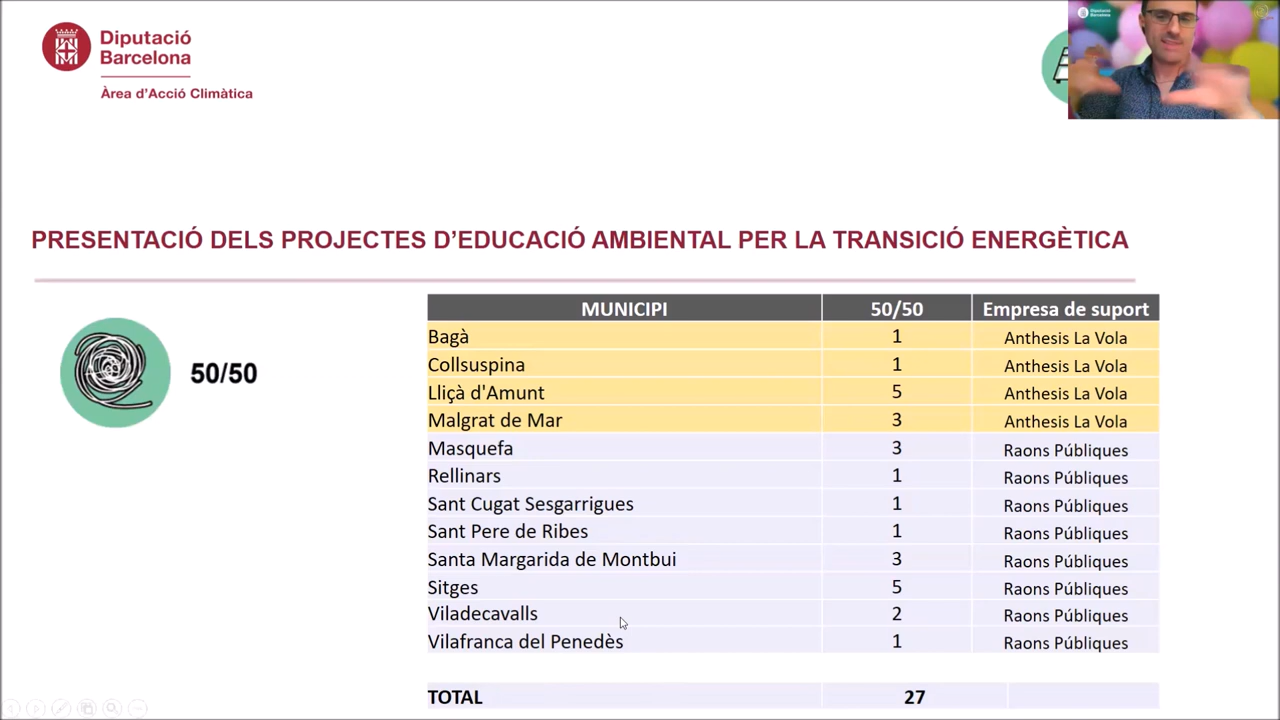 Diputació
Barcelona
Àrea d'Acció Climàtica
Diputació
Barcelona
PRESENTACIÓ DELS PROJECTES D'EDUCACIÓ AMBIENTAL PER LA TRANSICIÓ ENERGÈTICA
50/50
MUNICIPI 50/50 Empresa de suport
Bagà 1 Anthesis La Vola
Collsuspina 1 Anthesis La Vola
Lliçà d'Amunt 5 Anthesis La Vola
Malgrat de Mar 3 Anthesis La Vola
Masquefa 3 Raons Públiques
Rellinars 1 Raons Públiques
Sant Cugat Sesgarrigues 1 Raons Públiques
Sant Pere de Ribes 1 Raons Públiques
Santa Margarida de Montbui 3 Raons Públiques
Sitges 5 Raons Públiques
Viladecavalls 2 Raons Públiques
Vilafranca del Penedès 1 Raons Públiques
TOTAL 27